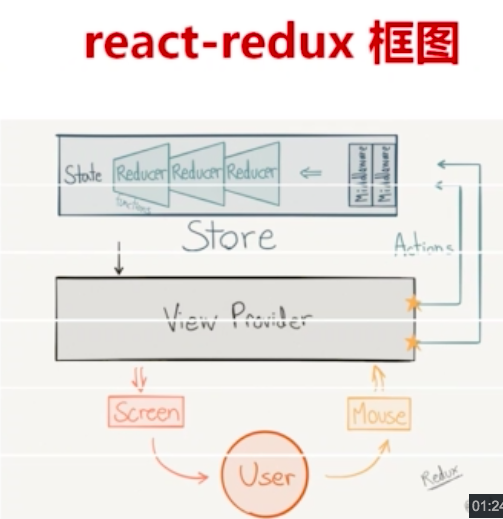 react-redux 框图
State
Reducer Reducer Reducer
functions
Middleware
Middleware
Store
Actions
View Provider
Screen
Mouse
User
Redux
01:24